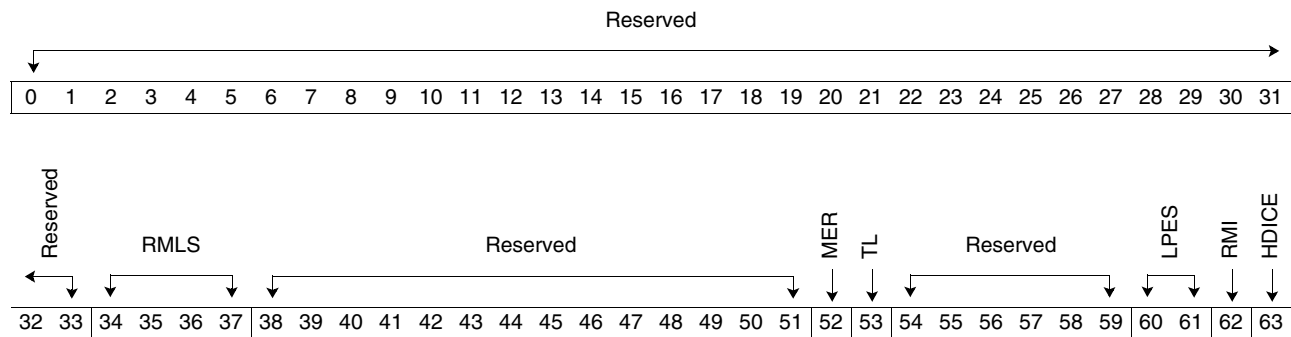 Reserved
0 1 2 3 4 5 6 7 8 9 10 11 12 13 14 15 16 17 18 19 20 21 22 23 24 25 26 27 28 29 30 31
Reserved RMLS Reserved MER TL Reserved LPES RMI HDICE
32 33 34 35 36 37 38 39 40 41 42 43 44 45 46 47 48 49 50 51 52 53 54 55 56 57 58 59 60 61 62 63